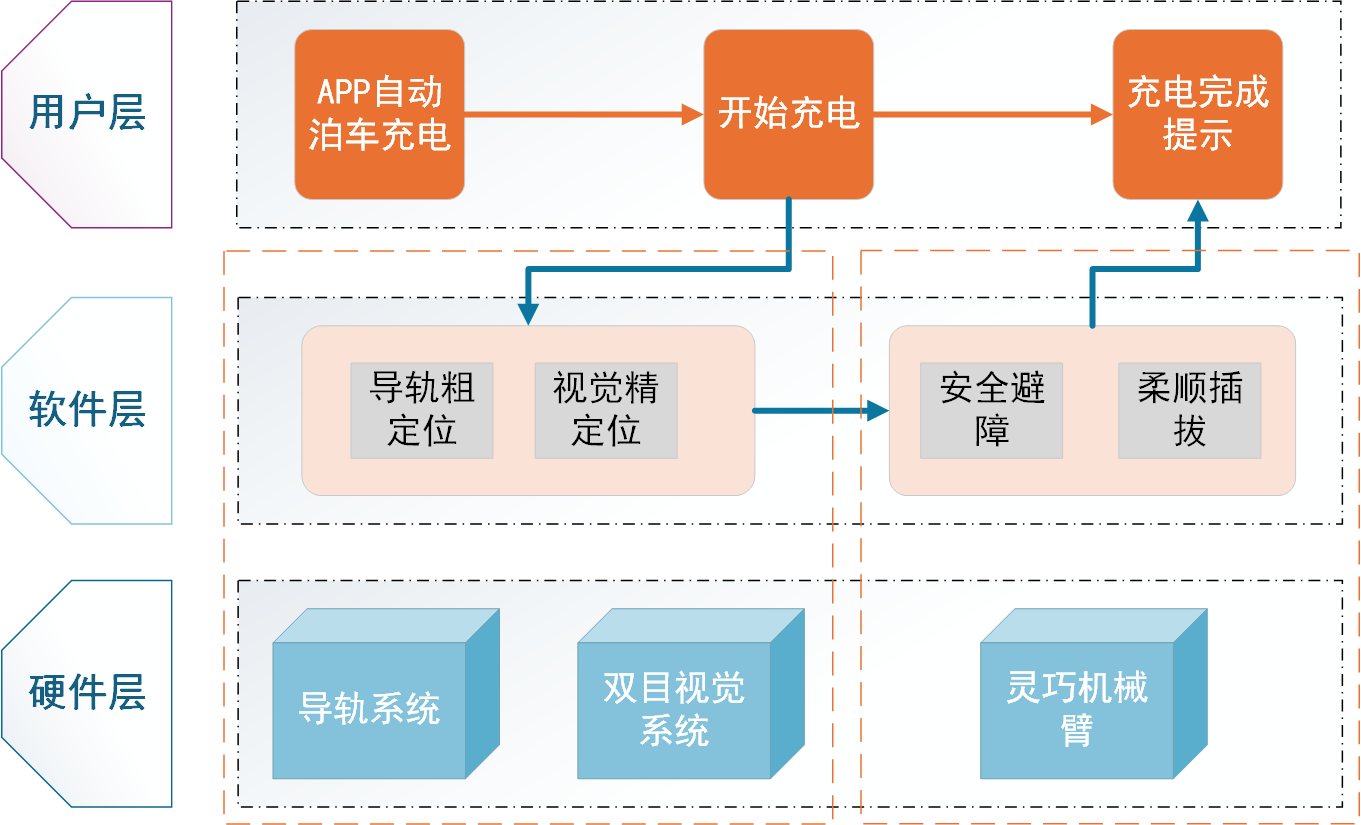 用户层
APP自动
泊车充电
开始充电
充电完成
提示
软件层
导轨粗
定位
视觉精
定位
安全避
障
柔顺插
拔
硬件层
导轨系统
双目视觉
系统
灵巧机械
臂